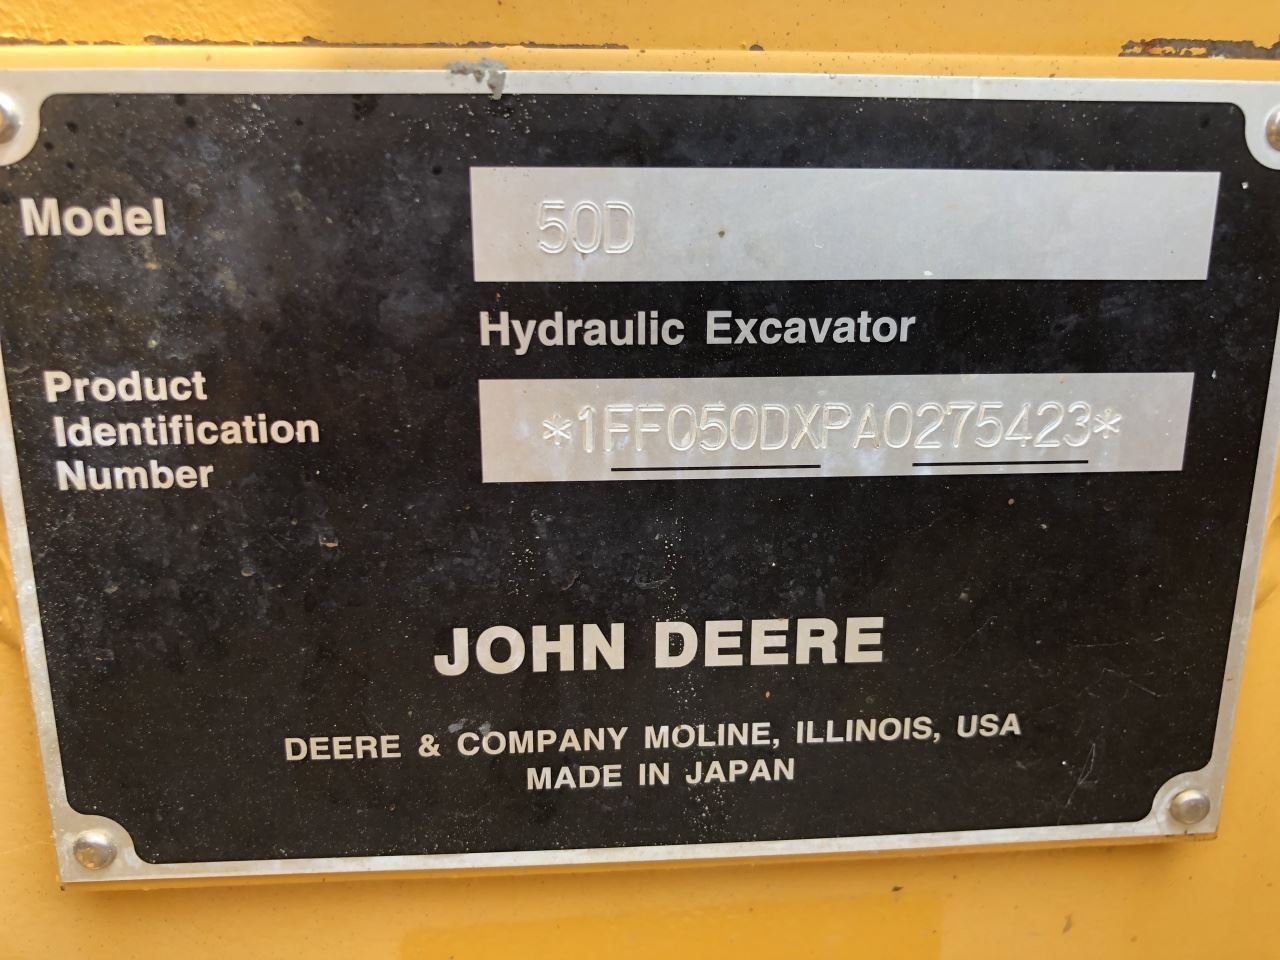 Model 50D
Hydraulic Excavator
Product
Identification
Number
*1FF050DXPA0275423*
JOHN DEERE
DEERE & COMPANY MOLINE, ILLINOIS, USA
MADE IN JAPAN